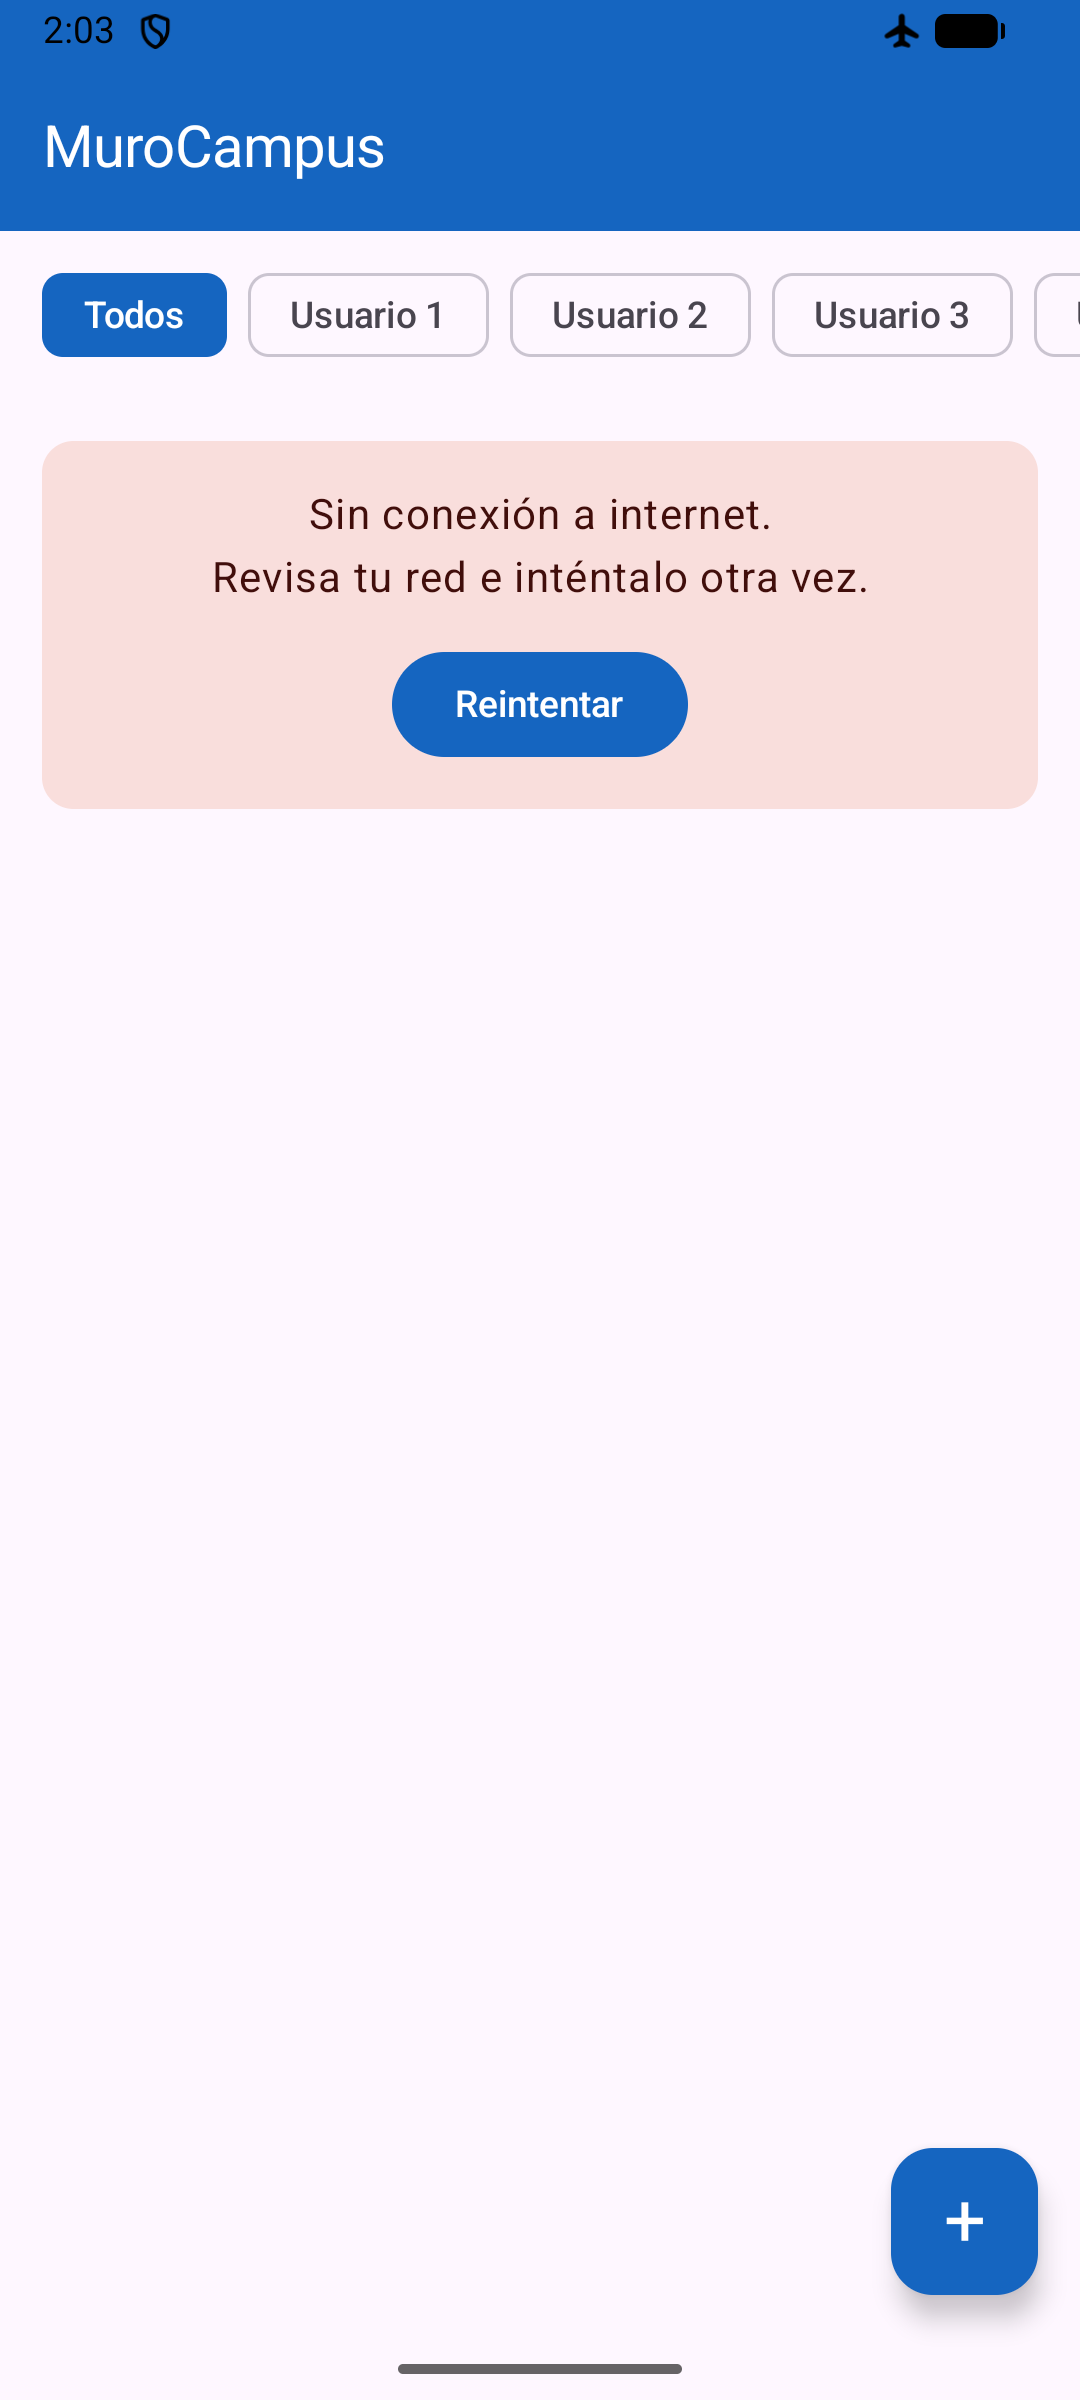 2:03
MuroCampus
Todos
Usuario 1
Usuario 2
Usuario 3
Sin conexión a internet.
Revisa tu red e inténtalo otra vez.
Reintentar
+